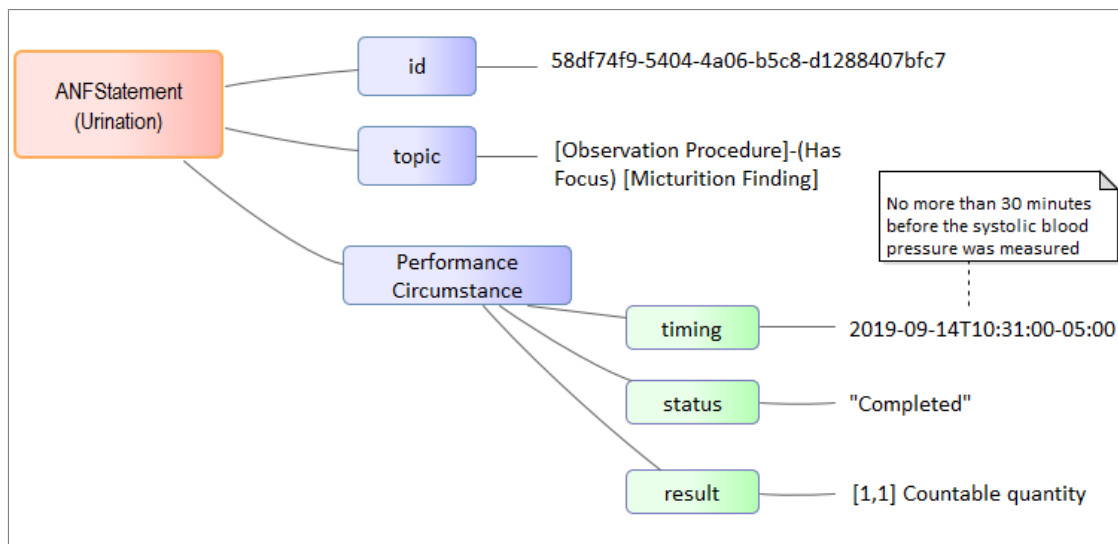 ANFStatement
(Urination)
id
58df74f9-5404-4a06-b5c8-d1288407bfc7
topic
[Observation Procedure]-(Has
Focus) [Micturition Finding]
No more than 30 minutes
before the systolic blood
pressure was measured
Performance
Circumstance
timing
2019-09-14T10:31:00-05:00
status
"Completed"
result
[1,1] Countable quantity